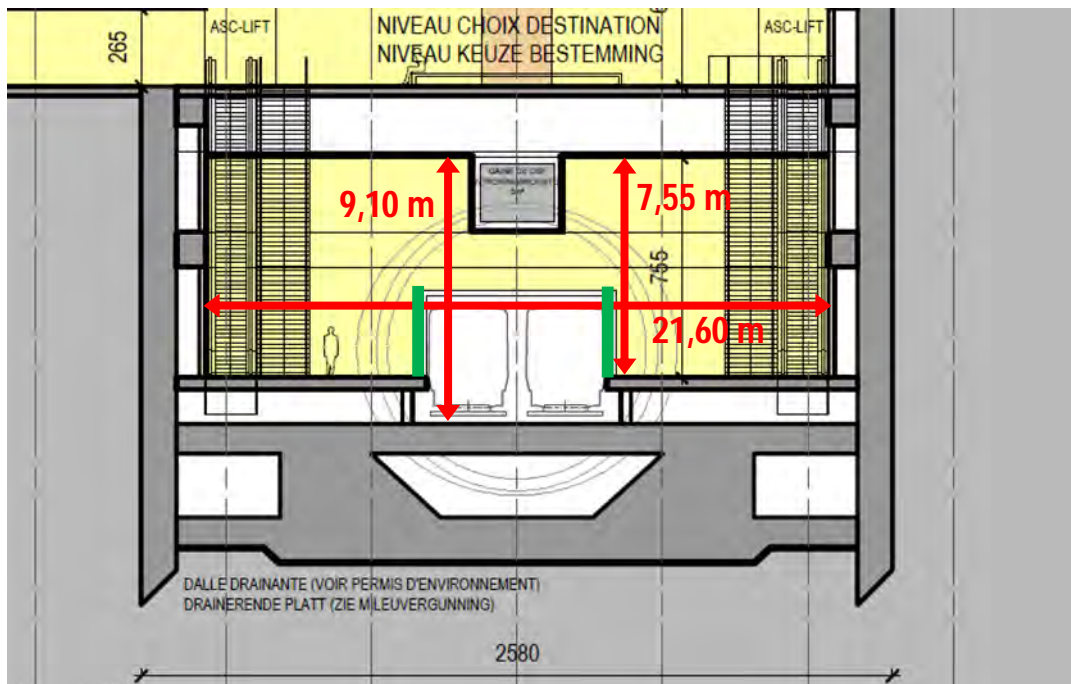 ASC-LIFT
NIVEAU CHOIX DESTINATION
NIVEAU KEUZE BESTEMMING
ASC-LIFT
265
9,10 m
7,55 m
755
21,60 m
DALLE DRAINANTE (VOIR PERMIS D'ENVIRONNEMENT)
DRAINERENDE PLATT (ZIE MILEUVERGUNNING)
2580